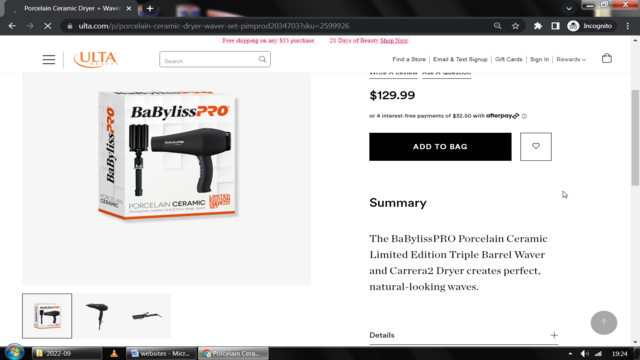 Porcelain Ceramic Dryer + Wave
Incognito
ulta.com/p/porcelain-ceramic-dryer-waver-set-pimprod2034703?sku=2599926
Free shipping on any $35 purchase 21 Days of Beauty Shop Now
ULTA
BEAUTY
Search
Find a Store Email & Text Signup Gift Cards Sign In Rewards
Write A Review Ask A Question
$129.99
or 4 interest-free payments of $32.50 with afterpay
ADD TO BAG
BaBylissPRO
BaBylissPRO
PORCELAIN CERAMIC
LIMITED EDITION
Summary
The BaBylissPRO Porcelain Ceramic
Limited Edition Triple Barrel Waver
and Carrera2 Dryer creates perfect,
natural-looking waves.
Details
2022-09
websites - Micr...
Porcelain Cera...
19:24